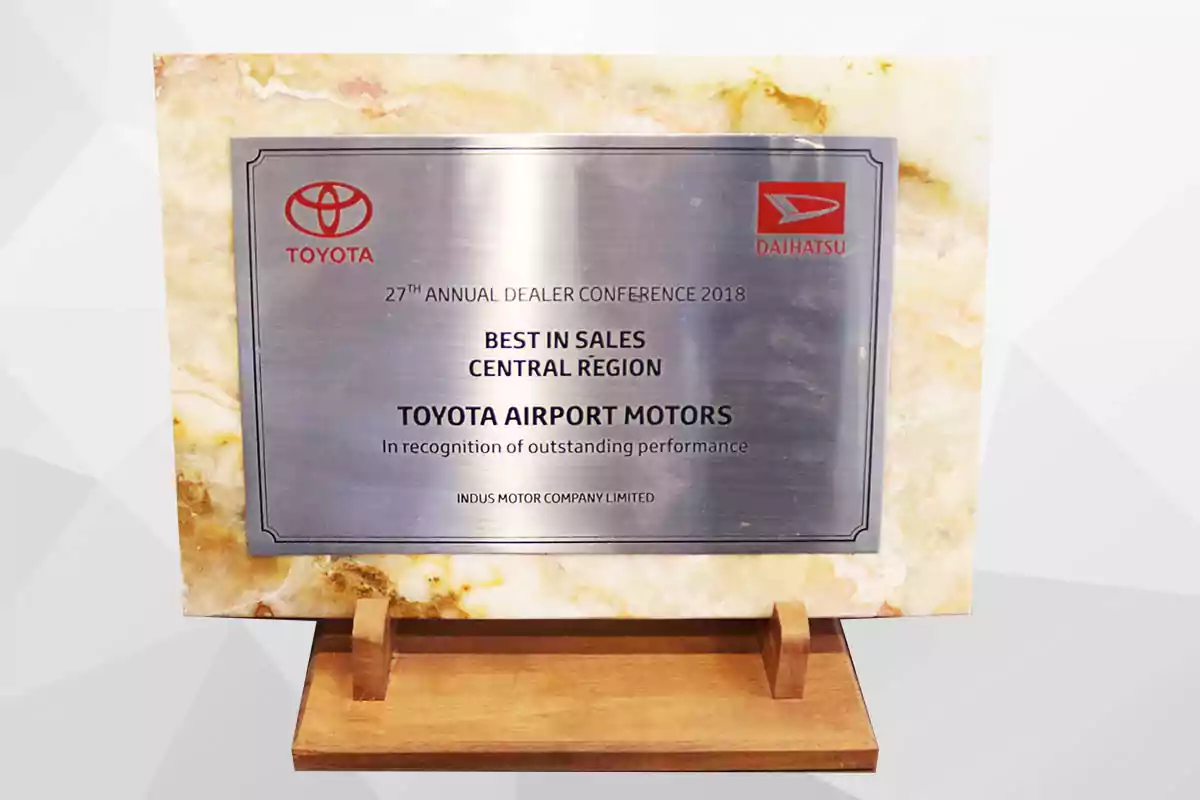 TOYOTA
DAIHATSU
27TH ANNUAL DEALER CONFERENCE 2018
BEST IN SALES
CENTRAL REGION
TOYOTA AIRPORT MOTORS
In recognition of outstanding performance
INDUS MOTOR COMPANY LIMITED